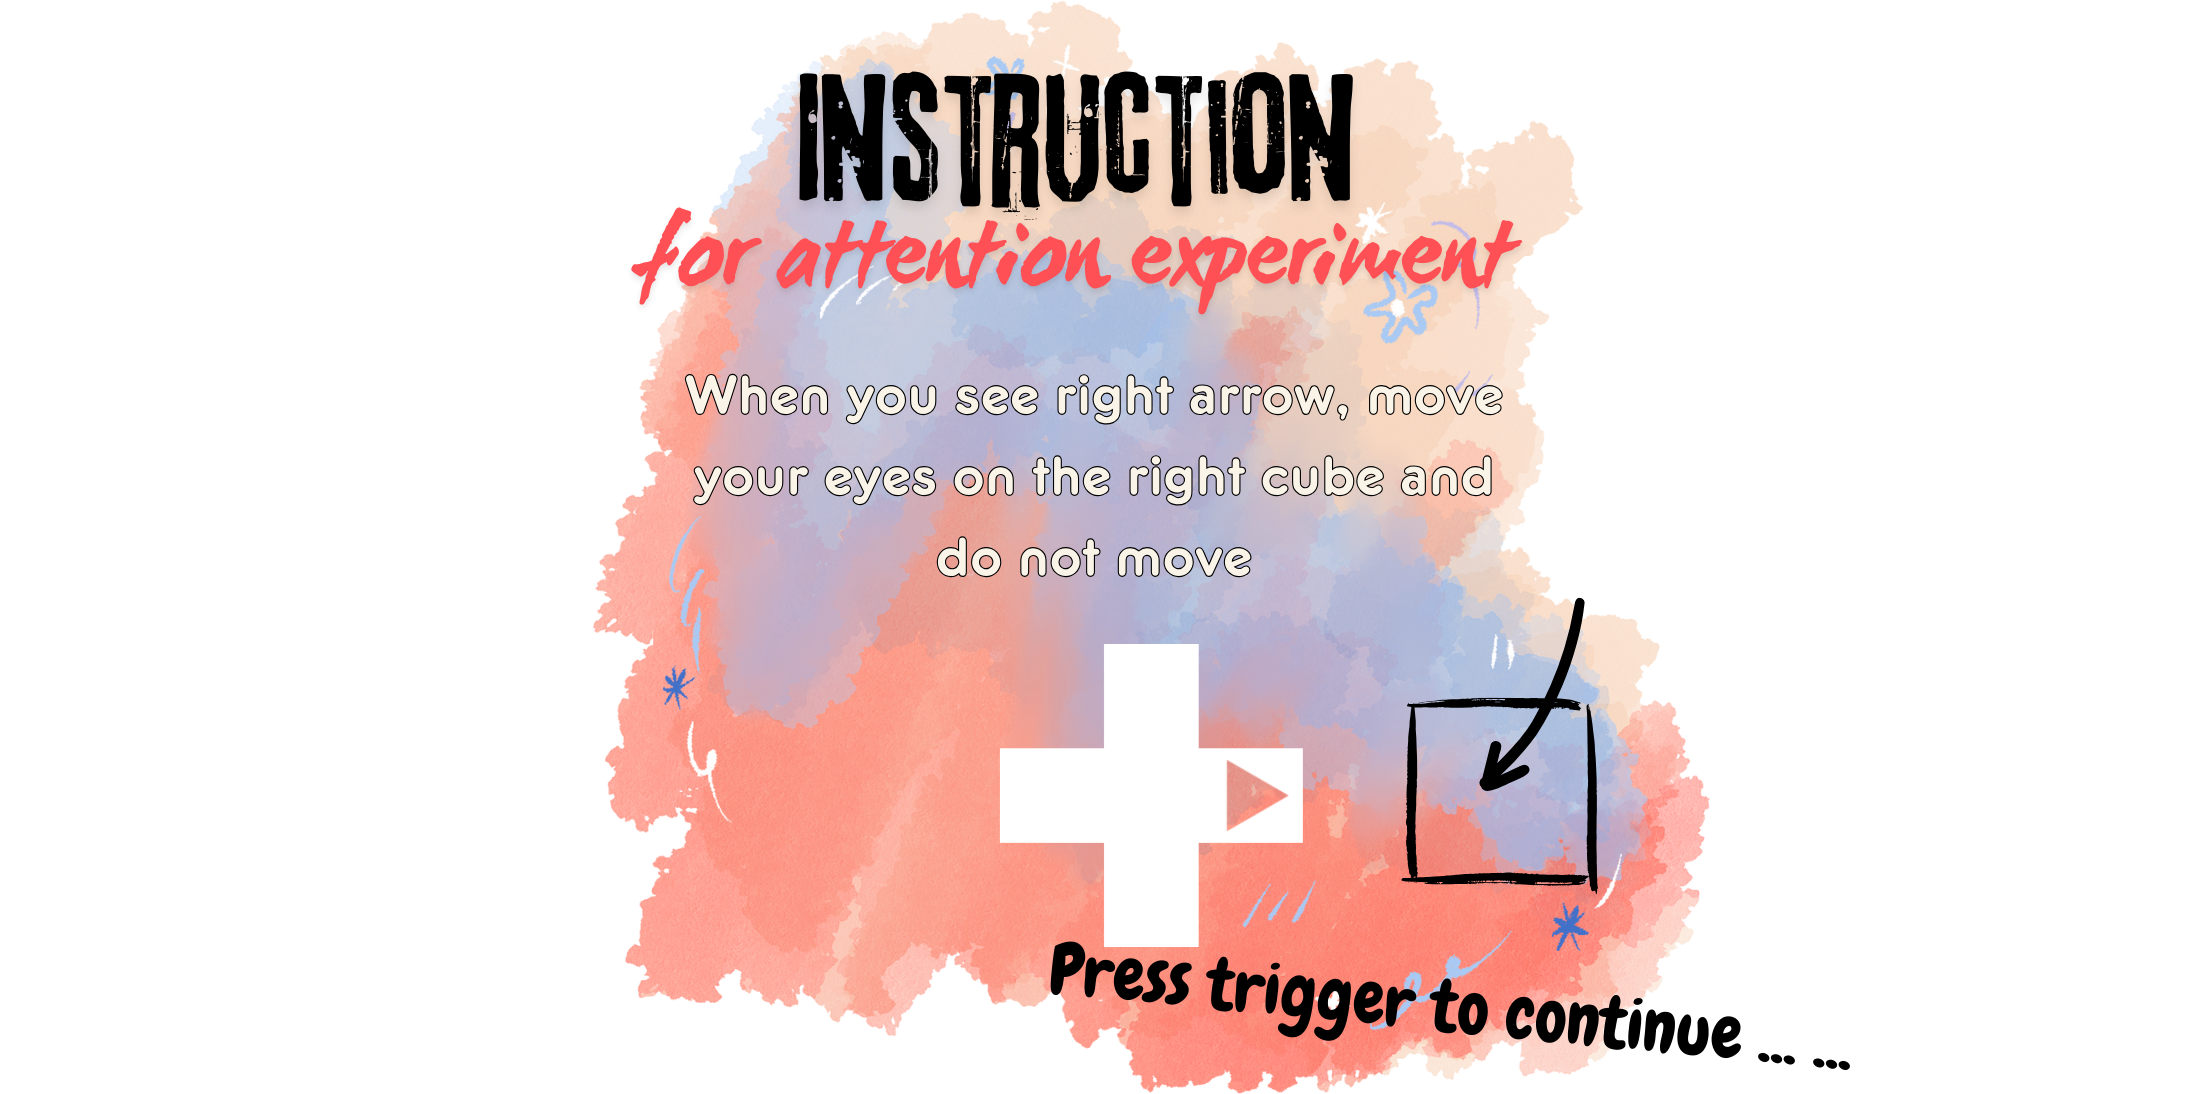 INSTRUCTION
for attention experiment
When you see right arrow, move
your eyes on the right cube and
do not move
Press trigger to continue ... ...